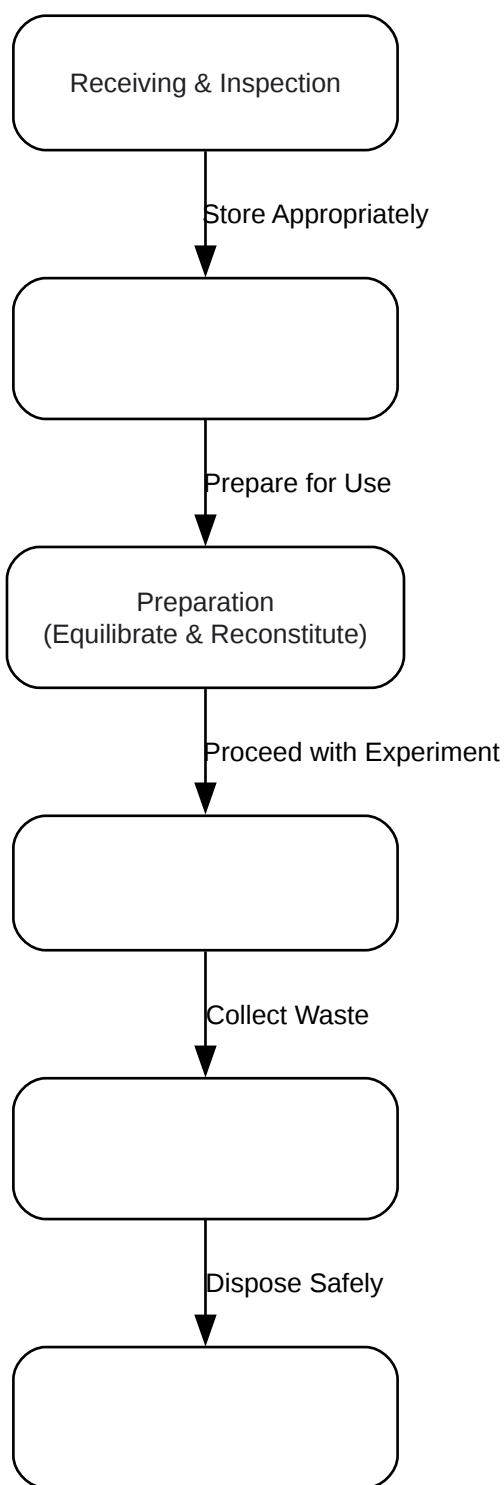 Receiving & Inspection
Store Appropriately
Prepare for Use
Preparation
(Equilibrate & Reconstitute)
Proceed with Experiment
Collect Waste
Dispose Safely